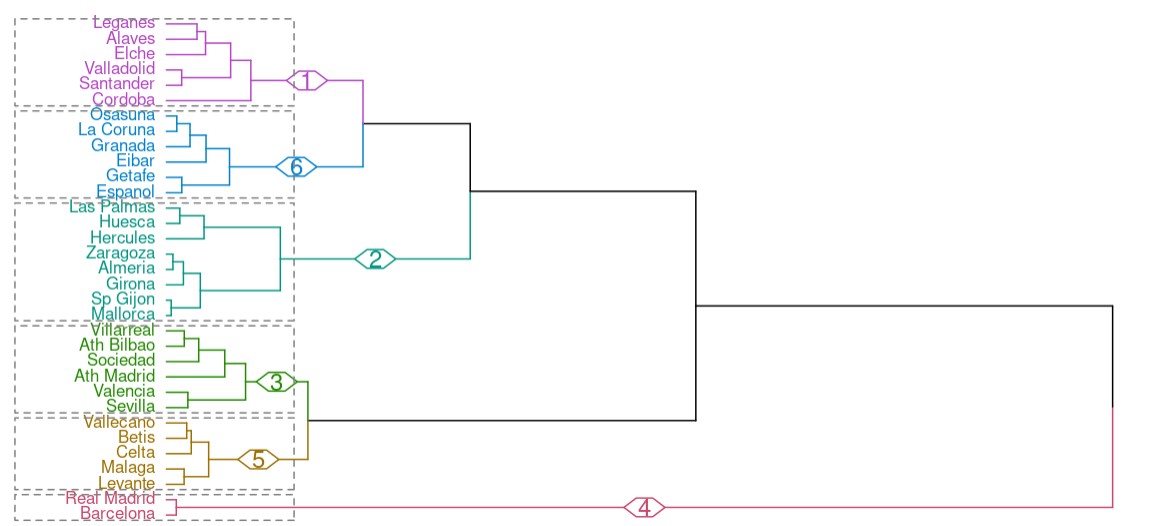 Leganes
Alaves
Elche
Valladolid
Santander
Cordoba
1
Osasuna
La Coruna
Granada
Eibar
Getafe
Espanol
6
Las Palmas
Huesca
Hercules
Zaragoza
Almeria
Girona
Sp Gijon
Mallorca
2
Villarreal
Ath Bilbao
Sociedad
Ath Madrid
Valencia
Sevilla
3
Vallecano
Betis
Celta
Malaga
Levante
5
Real Madrid
Barcelona
4